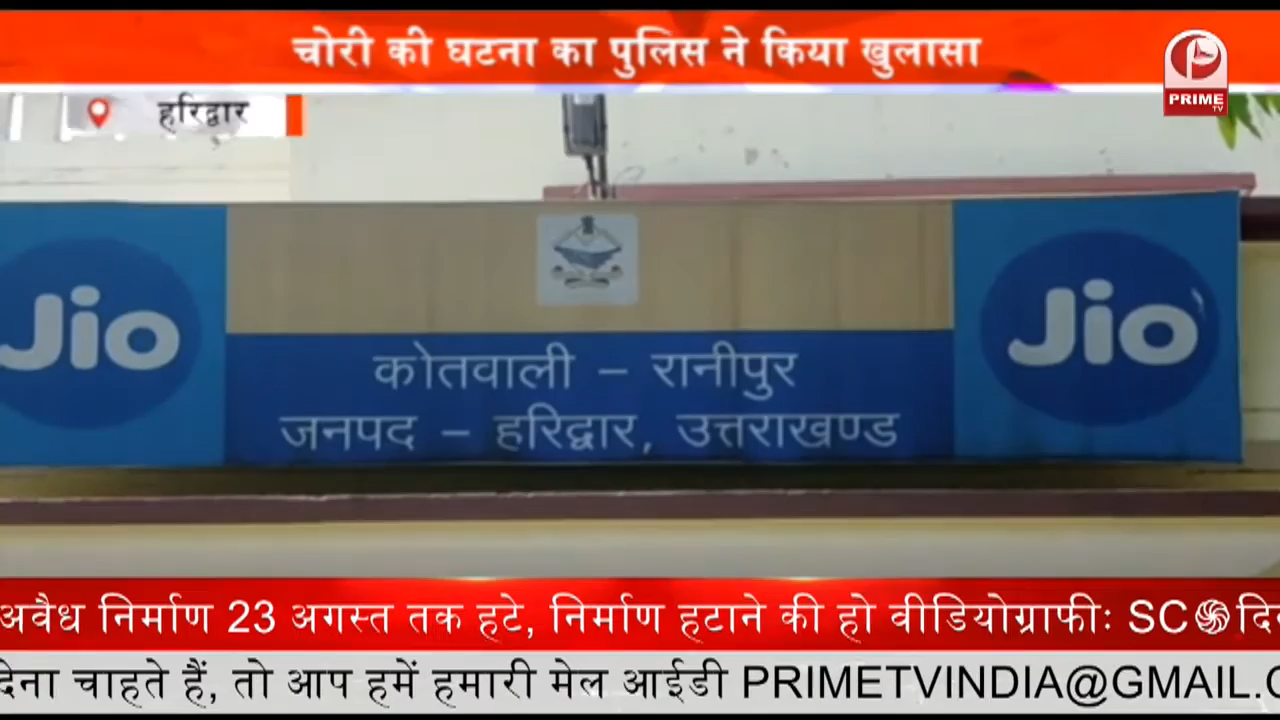 चोरी की घटना का पुलिस ने किया खुलासा
PRIME
TV
हरिद्वार
Jio
Jio
कोतवाली – रानीपुर
जनपद – हरिद्वार, उत्तराखण्ड
अवैध निर्माण 23 अगस्त तक हटे, निर्माण हटाने की हो वीडियोग्राफीः SC
देना चाहते हैं, तो आप हमें हमारी मेल आईडी PRIMETVINDIA@GMAIL.C